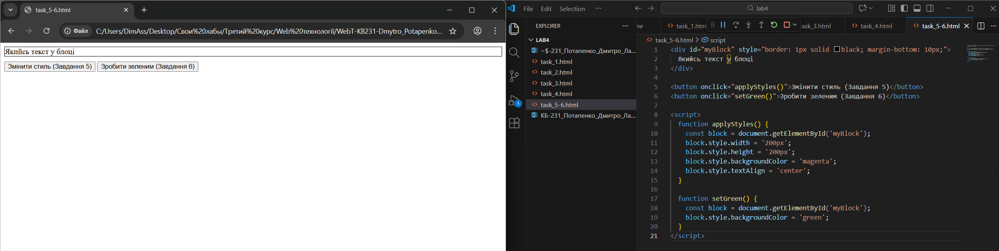 task_5-6.html
Файл
C:/Users/DimAss/Desktop/Свои%20лабы/Третий%20курс/Web%20технології/WebT-KB231-Dmytro_Potapenko...
Якийсь текст у блоці
Змінити стиль (Завдання 5) Зробити зеленим (Завдання 6)
File Edit Selection ···
lab4
EXPLORER ···
LAB4
~$-231_Потапенко_Дмитро_Ла...
task_1.html
task_2.html
task_3.html
task_4.html
task_5-6.html
КБ-231_Потапенко_Дмитро_Ла...
1
me task_1.htm ask_3.html task_4.html task_5-6.html ···
task_5-6.html > script
1 <div id="myBlock" style="border: 1px solid black; margin-bottom: 10px;">
2 Якийсь текст у блоці
3 </div>
4
5 <button onclick="applyStyles()">Змінити стиль (Завдання 5)</button>
6 <button onclick="setGreen()">Зробити зеленим (Завдання 6)</button>
7
8 <script>
9 function applyStyles() {
10 const block = document.getElementById('myBlock');
11 block.style.width = '200px';
12 block.style.height = '200px';
13 block.style.backgroundColor = 'magenta';
14 block.style.textAlign = 'center';
15 }
16
17 function setGreen() {
18 const block = document.getElementById('myBlock');
19 block.style.backgroundColor = 'green';
20 }
21 </script>